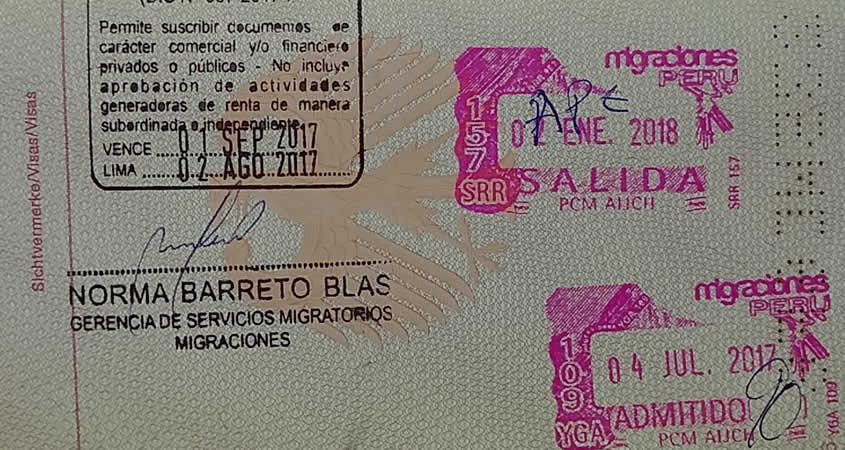 Permite suscribir documentos de
carácter comercial y/o financiero
privados o públicos - No incluye
aprobación de actividades
generadoras de renta de manera
subordinada o independiente
VENCE 01 SEP 2017
LIMA 02 AGO 2017
NORMA BARRETO BLAS
GERENCIA DE SERVICIOS MIGRATORIOS
MIGRACIONES
Sichtvermerke/Visas/Visas
migraciones
PERU
157
ENE. 2018
SRR
SALIDA
PCM AIJCH
SRR 157
migraciones
PERU
109
04 JUL. 2017
YGA
ADMITIDO
PCM AIJCH
YGA 109